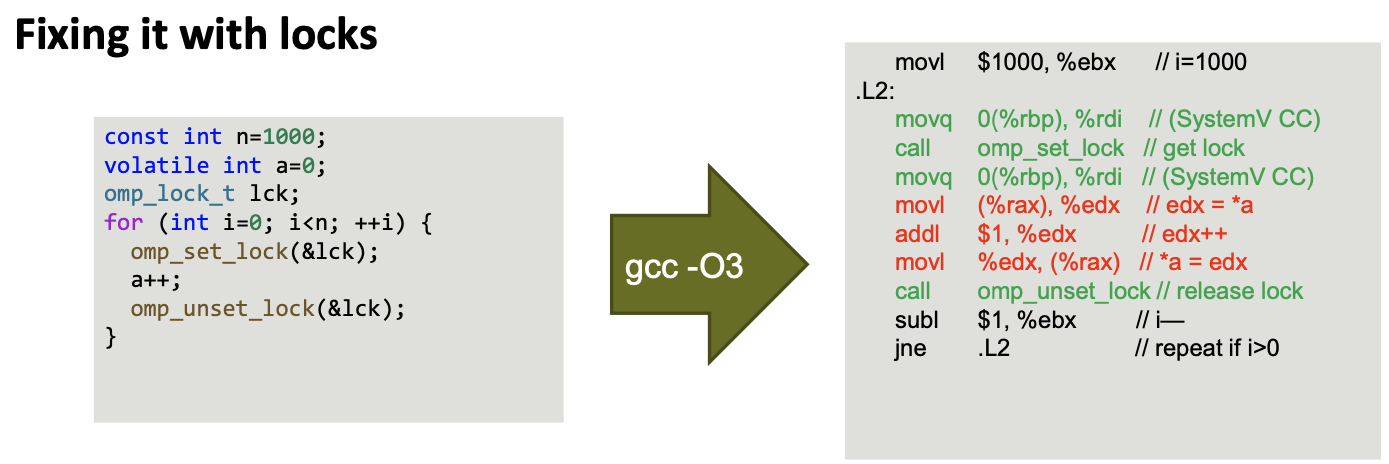 Fixing it with locks
const int n=1000;
volatile int a=0;
omp_lock_t lck;
for (int i=0; i<n; ++i) {
omp_set_lock(&lck);
a++;
omp_unset_lock(&lck);
}
gcc -O3
movl $1000, %ebx // i=1000
.L2:
movq 0(%rbp), %rdi // (SystemV CC)
call omp_set_lock // get lock
movq 0(%rbp), %rdi // (SystemV CC)
movl (%rax), %edx // edx = *a
addl $1, %edx // edx++
movl %edx, (%rax) // *a = edx
call omp_unset_lock // release lock
subl $1, %ebx // i—
jne .L2 // repeat if i>0